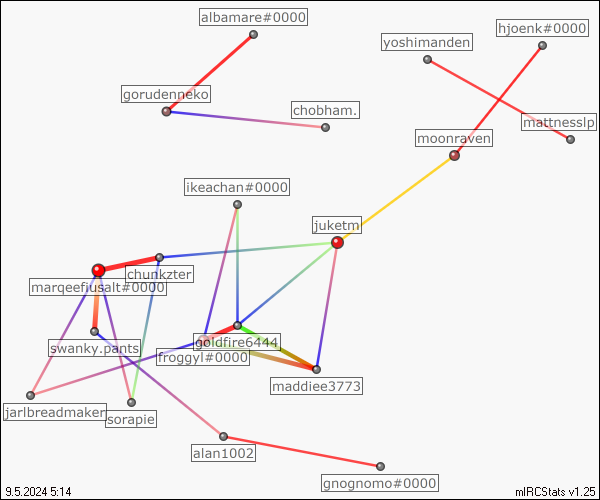 albamare#0000
hjoenk#0000
yoshimanden
gorudenneko
chobham.
mattnesslp
moonraven
ikeachan#0000
juketm
chunkzter
marqeefiusalt#0000
goldfire6444
swanky.pants
froggyl#0000
maddiee3773
jarlbreadmaker
sorapie
alan1002
gnognomo#0000
9.5.2024 5:14
mIRCStats v1.25